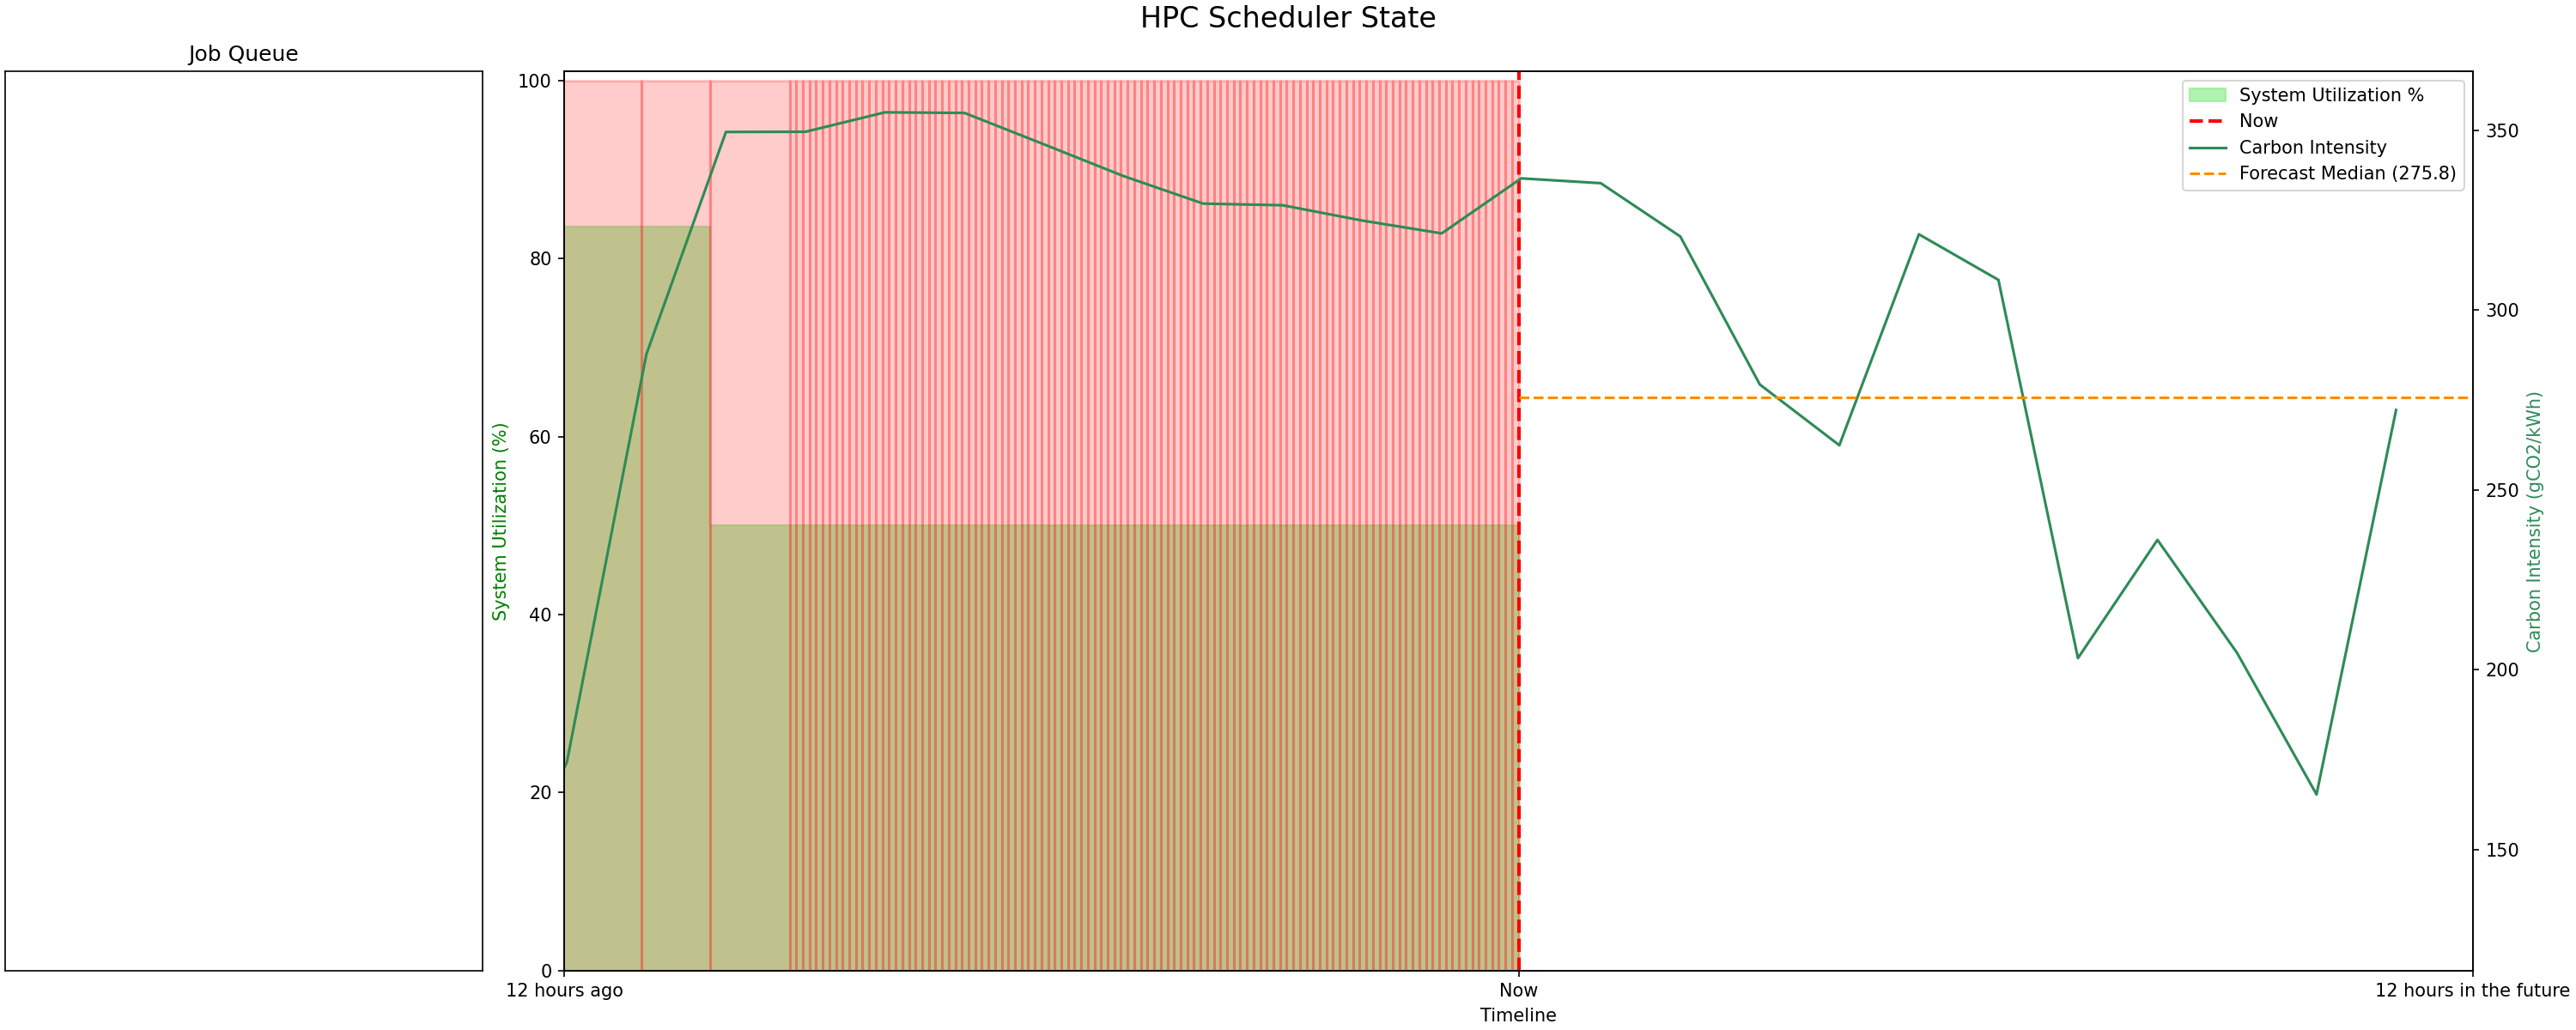 HPC Scheduler State
Job Queue
System Utilization (%)
100
80
60
40
20
0
System Utilization %
Now
Carbon Intensity
Forecast Median (275.8)
350
300
250
200
150
Carbon Intensity (gCO2/kWh)
12 hours ago
Now
12 hours in the future
Timeline